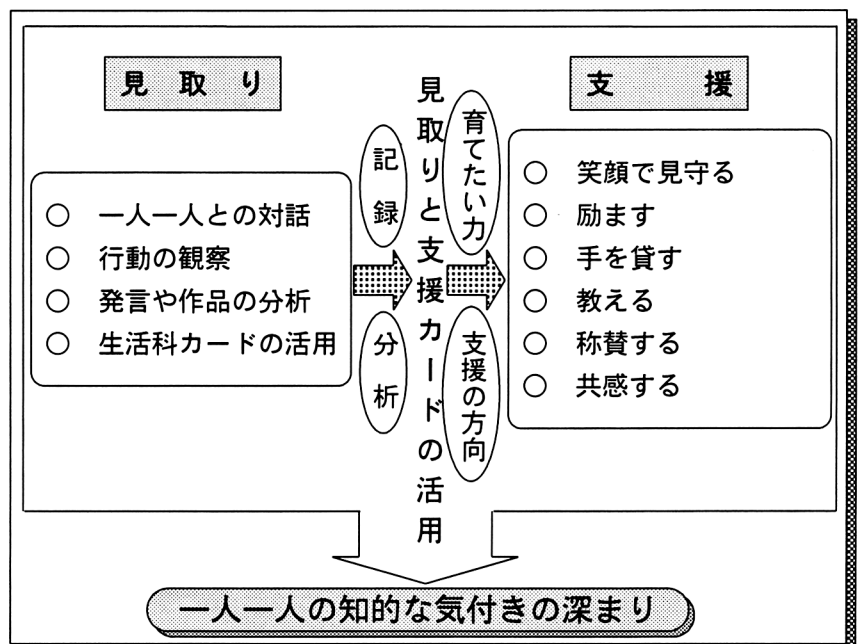 見取り
○ 一人一人との対話
○ 行動の観察
○ 発言や作品の分析
○ 生活科カードの活用
記録
分析
見取りと支援カードの活用
育てたい力
支援の方向
支援
○ 笑顔で見守る
○ 励ます
○ 手を貸す
○ 教える
○ 称賛する
○ 共感する
一人一人の知的な気付きの深まり